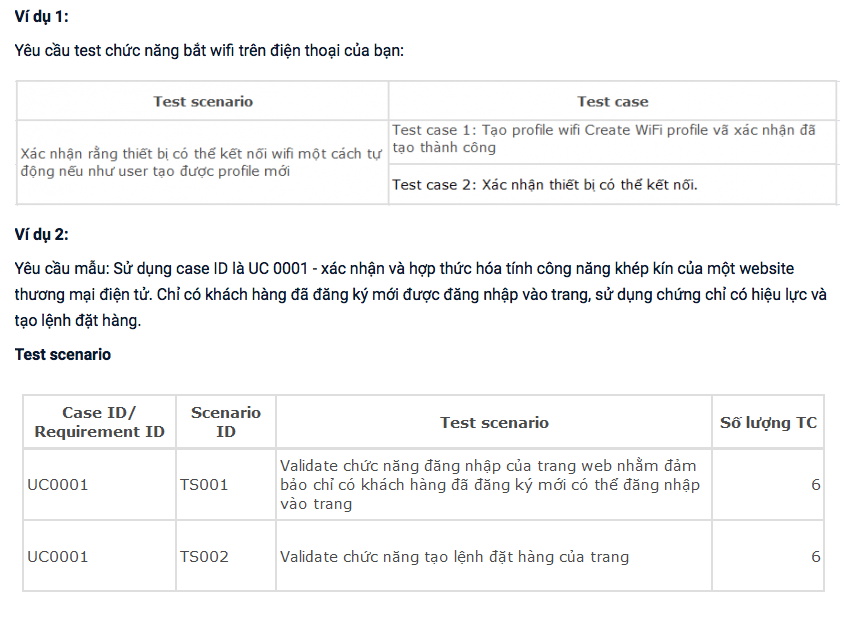 Ví dụ 1:
Yêu cầu test chức năng bắt wifi trên điện thoại của bạn:
Test scenario
Test case
Xác nhận rằng thiết bị có thể kết nối wifi một cách tự
động nếu như user tạo được profile mới
Test case 1: Tạo profile wifi Create WiFi profile vã xác nhận đã
tạo thành công
Test case 2: Xác nhận thiết bị có thể kết nối.
Ví dụ 2:
Yêu cầu mẫu: Sử dụng case ID là UC 0001 - xác nhận và hợp thức hóa tính công năng khép kín của một website
thương mại điện tử. Chỉ có khách hàng đã đăng ký mới được đăng nhập vào trang, sử dụng chứng chỉ có hiệu lực và
tạo lệnh đặt hàng.
Test scenario
Case ID/
Requirement ID
Scenario
ID
Test scenario
Số lượng TC
UC0001
TS001
Validate chức năng đăng nhập của trang web nhằm đảm
bảo chỉ có khách hàng đã đăng ký mới có thể đăng nhập
vào trang
6
UC0001
TS002
Validate chức năng tạo lệnh đặt hàng của trang
6